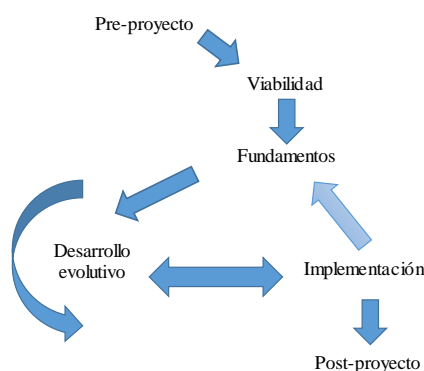 Pre-proyecto
Viabilidad
Fundamentos
Desarrollo
evolutivo
Implementación
Post-proyecto